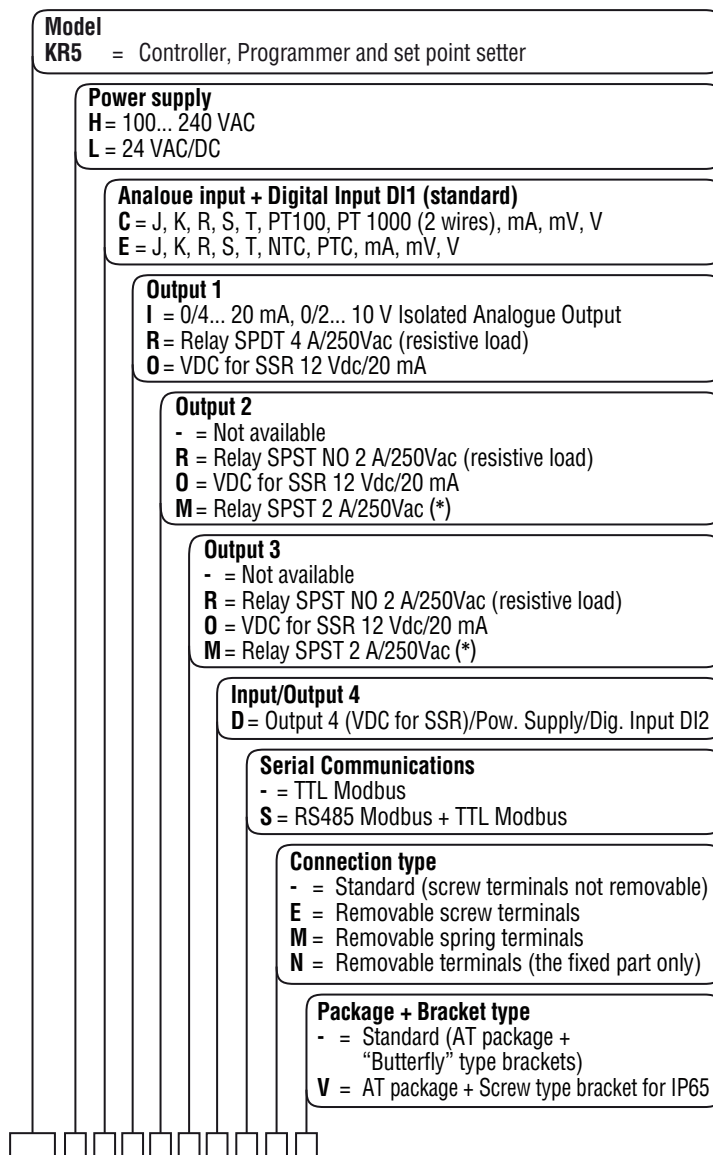 Model
KR5 = Controller, Programmer and set point setter
Power supply
H = 100... 240 VAC
L = 24 VAC/DC
Analoue input + Digital Input DI1 (standard)
C = J, K, R, S, T, PT100, PT 1000 (2 wires), mA, mV, V
E = J, K, R, S, T, NTC, PTC, mA, mV, V
Output 1
I = 0/4... 20 mA, 0/2... 10 V Isolated Analogue Output
R = Relay SPDT 4 A/250Vac (resistive load)
O = VDC for SSR 12 Vdc/20 mA
Output 2
- = Not available
R = Relay SPST NO 2 A/250Vac (resistive load)
O = VDC for SSR 12 Vdc/20 mA
M = Relay SPST 2 A/250Vac (*)
Output 3
- = Not available
R = Relay SPST NO 2 A/250Vac (resistive load)
O = VDC for SSR 12 Vdc/20 mA
M = Relay SPST 2 A/250Vac (*)
Input/Output 4
D = Output 4 (VDC for SSR)/Pow. Supply/Dig. Input DI2
Serial Communications
- = TTL Modbus
S = RS485 Modbus + TTL Modbus
Connection type
- = Standard (screw terminals not removable)
E = Removable screw terminals
M = Removable spring terminals
N = Removable terminals (the fixed part only)
Package + Bracket type
- = Standard (AT package +
"Butterfly" type brackets)
V = AT package + Screw type bracket for IP65